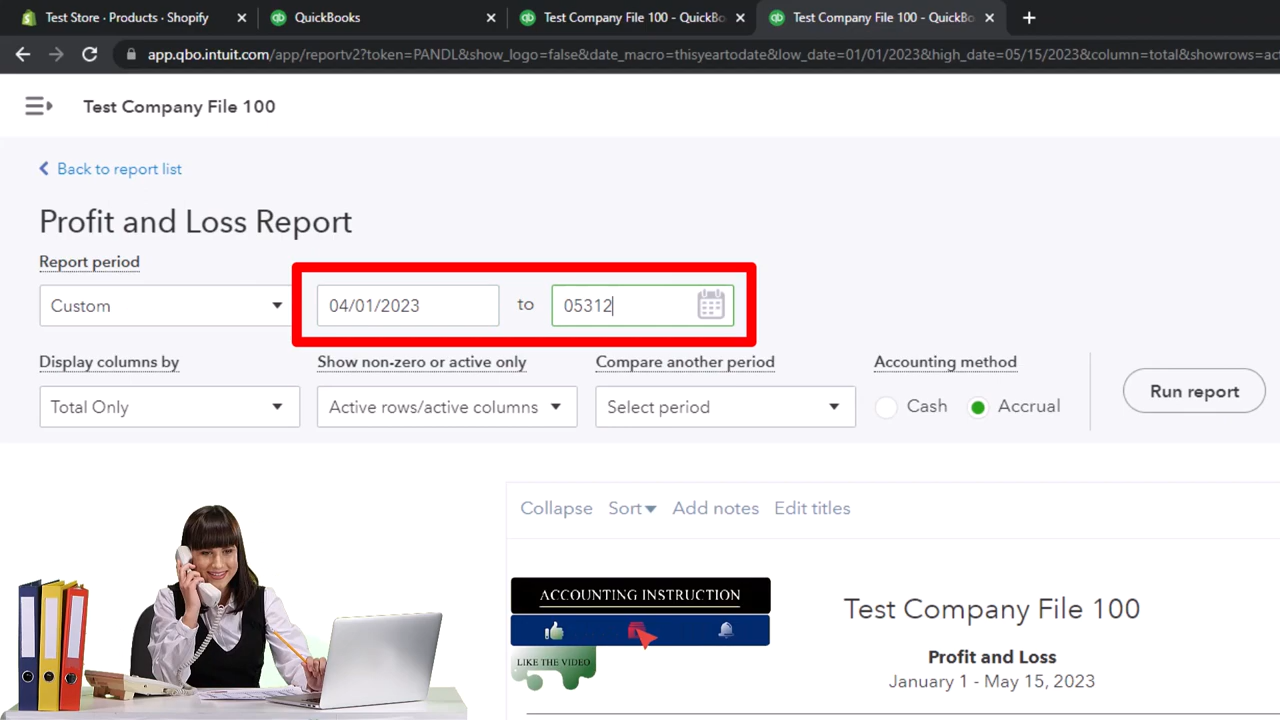 Test Store · Products · Shopify
QuickBooks
Test Company File 100 - QuickBo
Test Company File 100 - QuickBo
app.qbo.intuit.com/app/reportv2?token=PANDL&show_logo=false&date_macro=thisyeartodate&low_date=01/01/2023&high_date=05/15/2023&column=total&showrows=ac
Test Company File 100
Back to report list
Profit and Loss Report
Report period
Custom
04/01/2023 to 05312
Display columns by
Show non-zero or active only
Compare another period
Accounting method
Total Only
Active rows/active columns
Select period
Cash
Accrual
Run report
Collapse Sort Add notes Edit titles
ACCOUNTING INSTRUCTION
LIKE THE VIDEO
Test Company File 100
Profit and Loss
January 1 - May 15, 2023